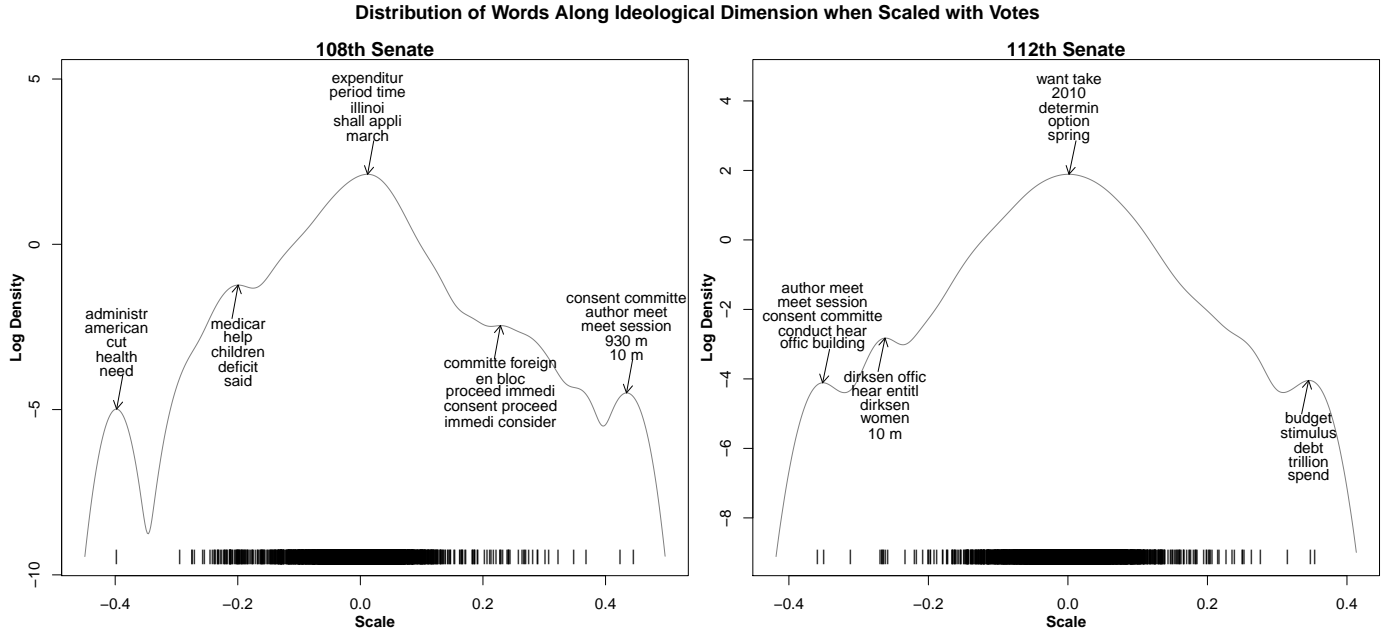 Distribution of Words Along Ideological Dimension when Scaled with Votes
108th Senate
5
0
−5
−10
Log Density
expenditur
period time
illinoi
shall appli
march
administr
american
cut
health
need
medicar
help
children
deficit
said
committe foreign
en bloc
proceed immedi
consent proceed
immedi consider
consent committe
author meet
meet session
930 m
10 m
−0.4
−0.2
0.0
0.2
0.4
Scale
112th Senate
4
2
0
−2
−4
−6
−8
Log Density
want take
2010
determin
option
spring
author meet
meet session
consent committe
conduct hear
offic building
dirksen offic
hear entitl
dirksen
women
10 m
budget
stimulus
debt
trillion
spend
−0.4
−0.2
0.0
0.2
0.4
Scale